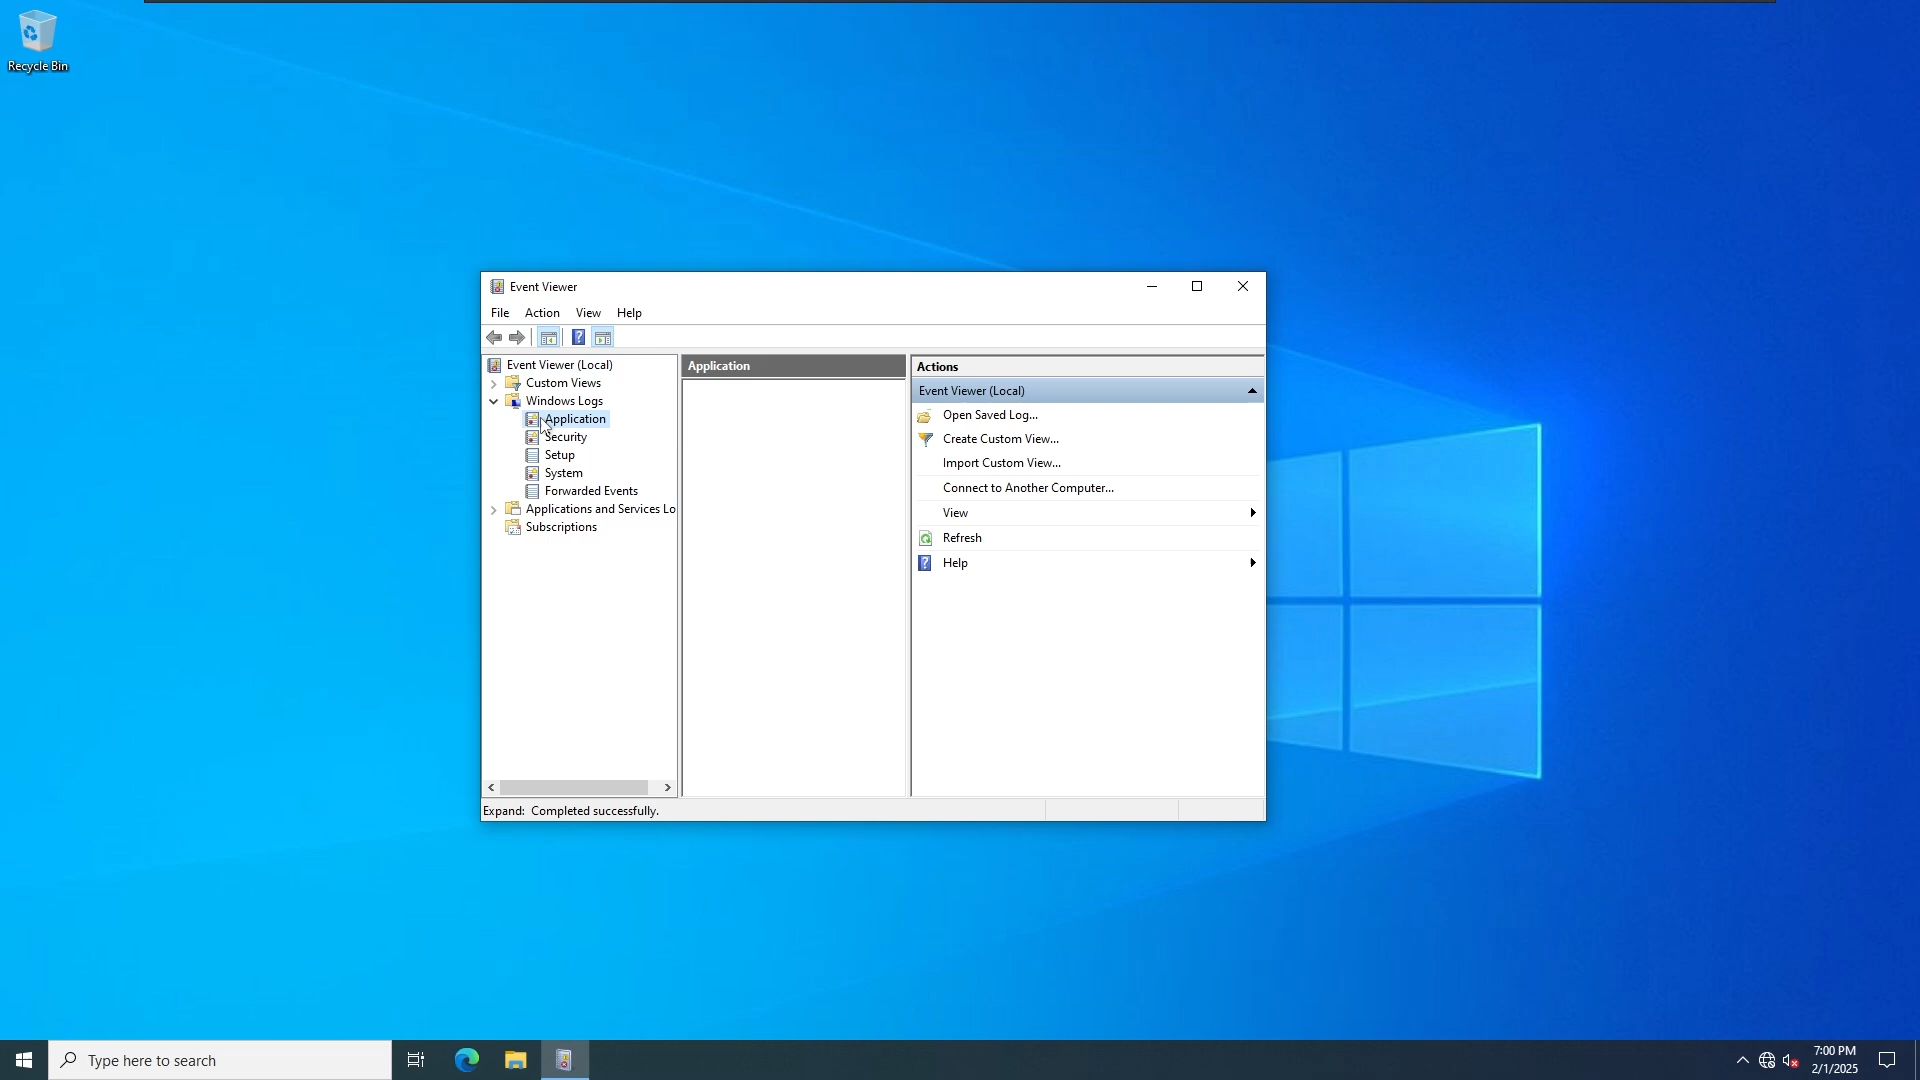 Recycle Bin
Event Viewer
File Action View Help
Event Viewer (Local)
Custom Views
Windows Logs
Application
Security
Setup
System
Forwarded Events
Applications and Services Lo
Subscriptions
Application
Actions
Event Viewer (Local)
Open Saved Log...
Create Custom View...
Import Custom View...
Connect to Another Computer...
View
Refresh
Help
Expand: Completed successfully.
Type here to search
7:00 PM
2/1/2025